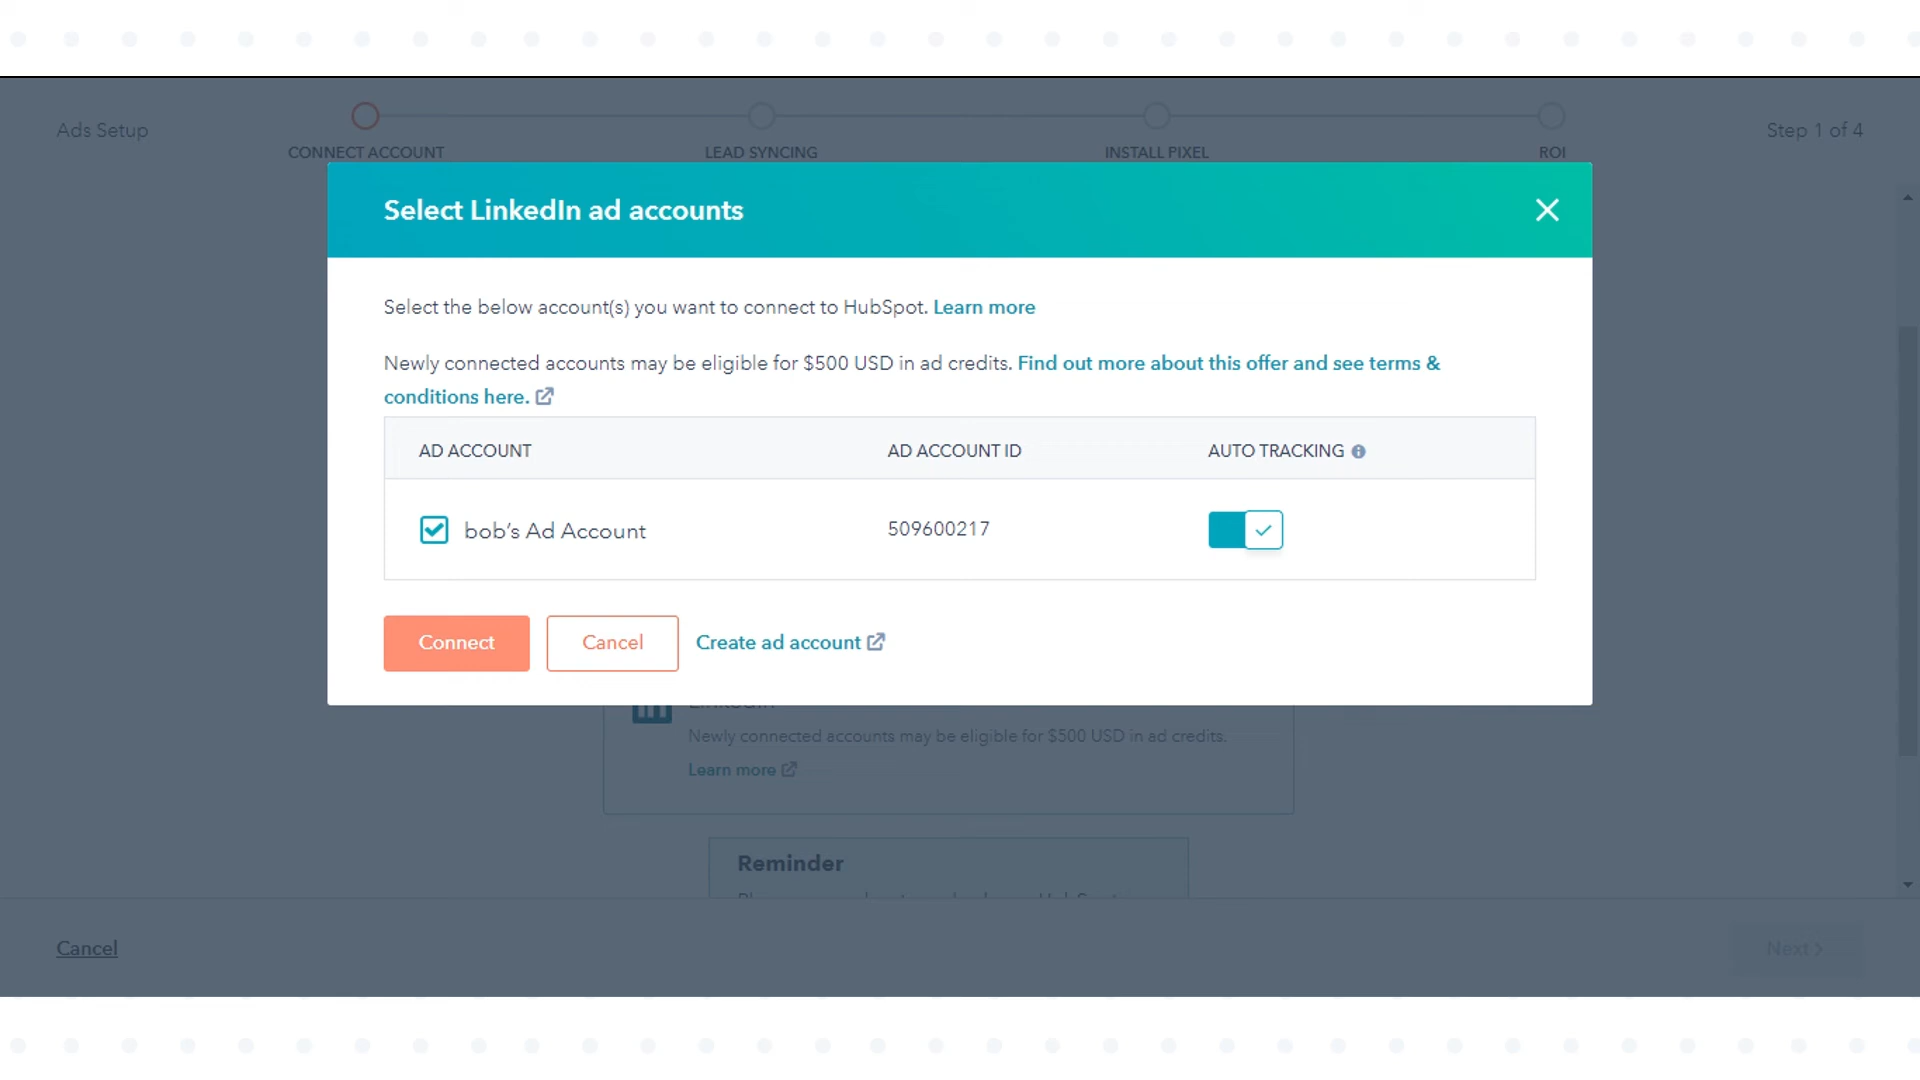 Ads Setup
CONNECT ACCOUNT
LEAD SYNCING
INSTALL PIXEL
ROI
Step 1 of 4
Select LinkedIn ad accounts
Select the below account(s) you want to connect to HubSpot. Learn more
Newly connected accounts may be eligible for $500 USD in ad credits. Find out more about this offer and see terms &
conditions here.
AD ACCOUNT
AD ACCOUNT ID
AUTO TRACKING
bob’s Ad Account
509600217
Connect
Cancel
Create ad account
LinkedIn
Newly connected accounts may be eligible for $500 USD in ad credits.
Learn more
Reminder
Cancel
Next